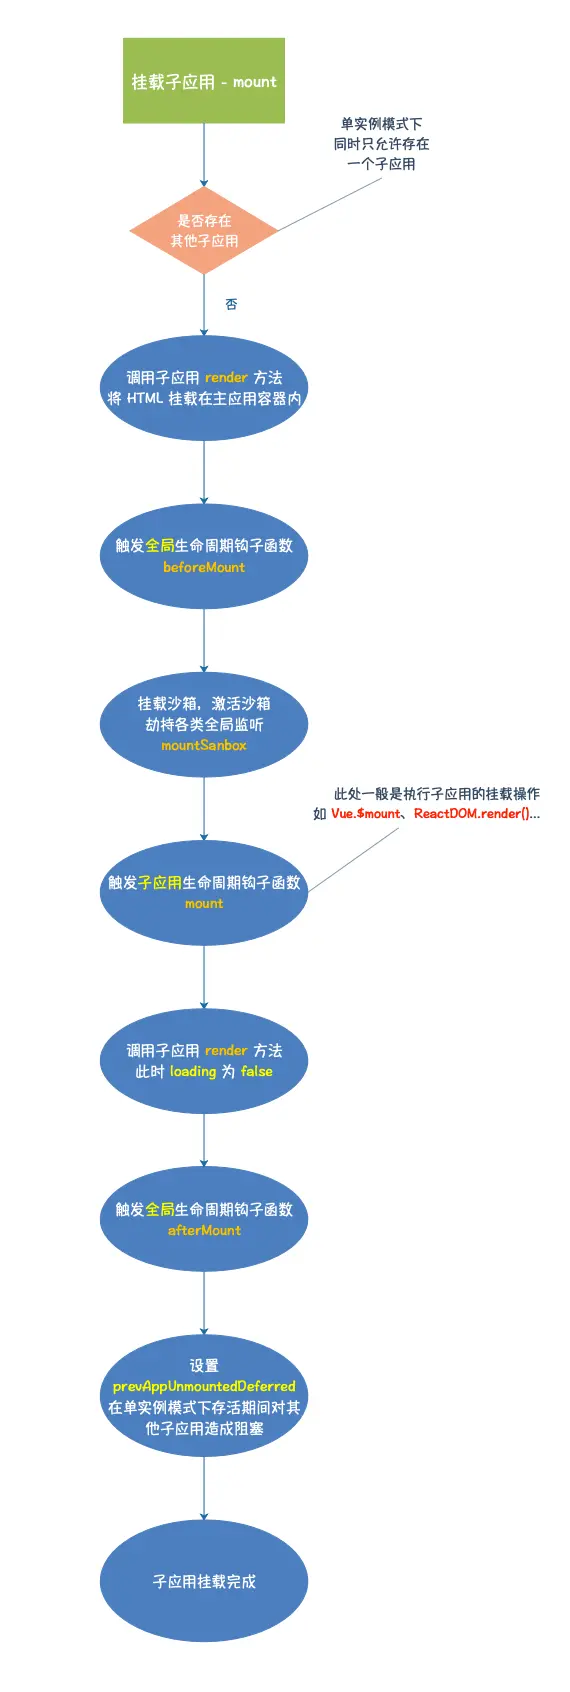 挂载子应用 - mount
单实例模式下
同时只允许存在
一个子应用
是否存在
其他子应用
否
调用子应用 render 方法
将 HTML 挂载在主应用容器内
触发全局生命周期钩子函数
beforeMount
挂载沙箱，激活沙箱
劫持各类全局监听
mountSanbox
此处一般是执行子应用的挂载操作
如 Vue.$mount、ReactDOM.render()...
触发子应用生命周期钩子函数
mount
调用子应用 render 方法
此时 loading 为 false
触发全局生命周期钩子函数
afterMount
设置
prevAppUnmountedDeferred
在单实例模式下存活期间对其
他子应用造成阻塞
子应用挂载完成